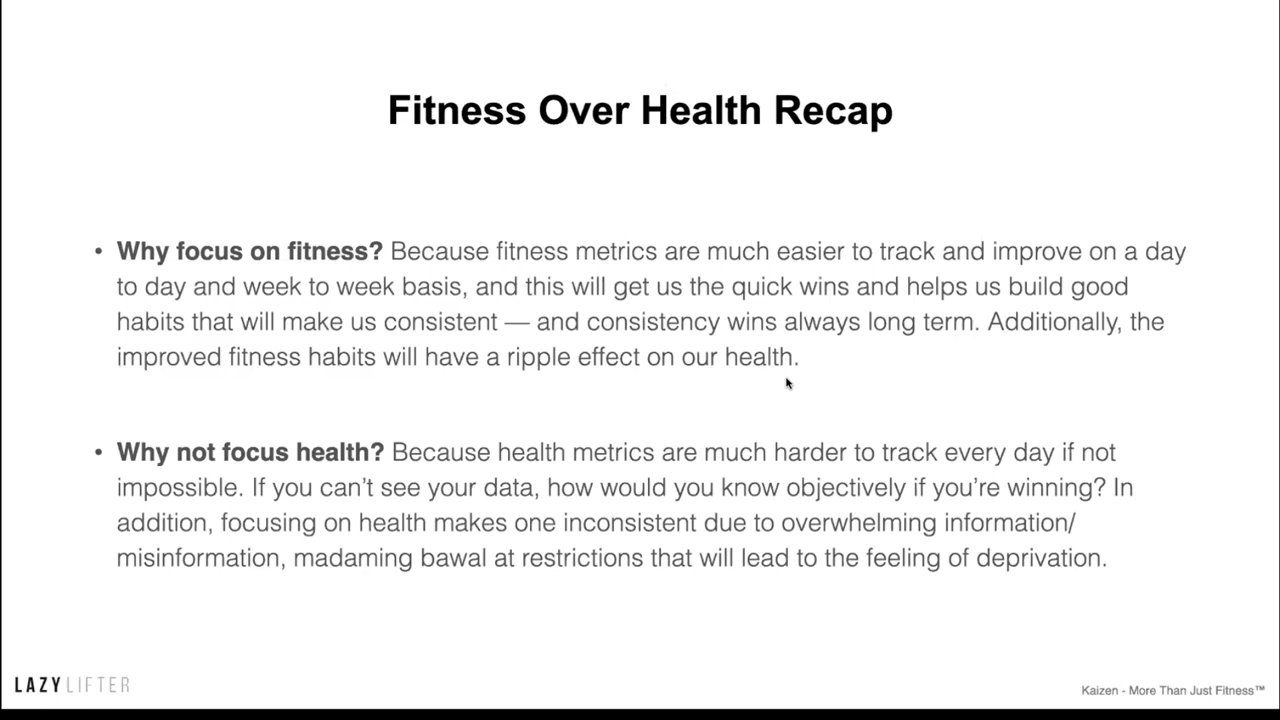 Fitness Over Health Recap
• Why focus on fitness? Because fitness metrics are much easier to track and improve on a day
to day and week to week basis, and this will get us the quick wins and helps us build good
habits that will make us consistent — and consistency wins always long term. Additionally, the
improved fitness habits will have a ripple effect on our health.
• Why not focus health? Because health metrics are much harder to track every day if not
impossible. If you can’t see your data, how would you know objectively if you’re winning? In
addition, focusing on health makes one inconsistent due to overwhelming information/
misinformation, madaming bawal at restrictions that will lead to the feeling of deprivation.
LAZYLIFTER
Kaizen - More Than Just Fitness™